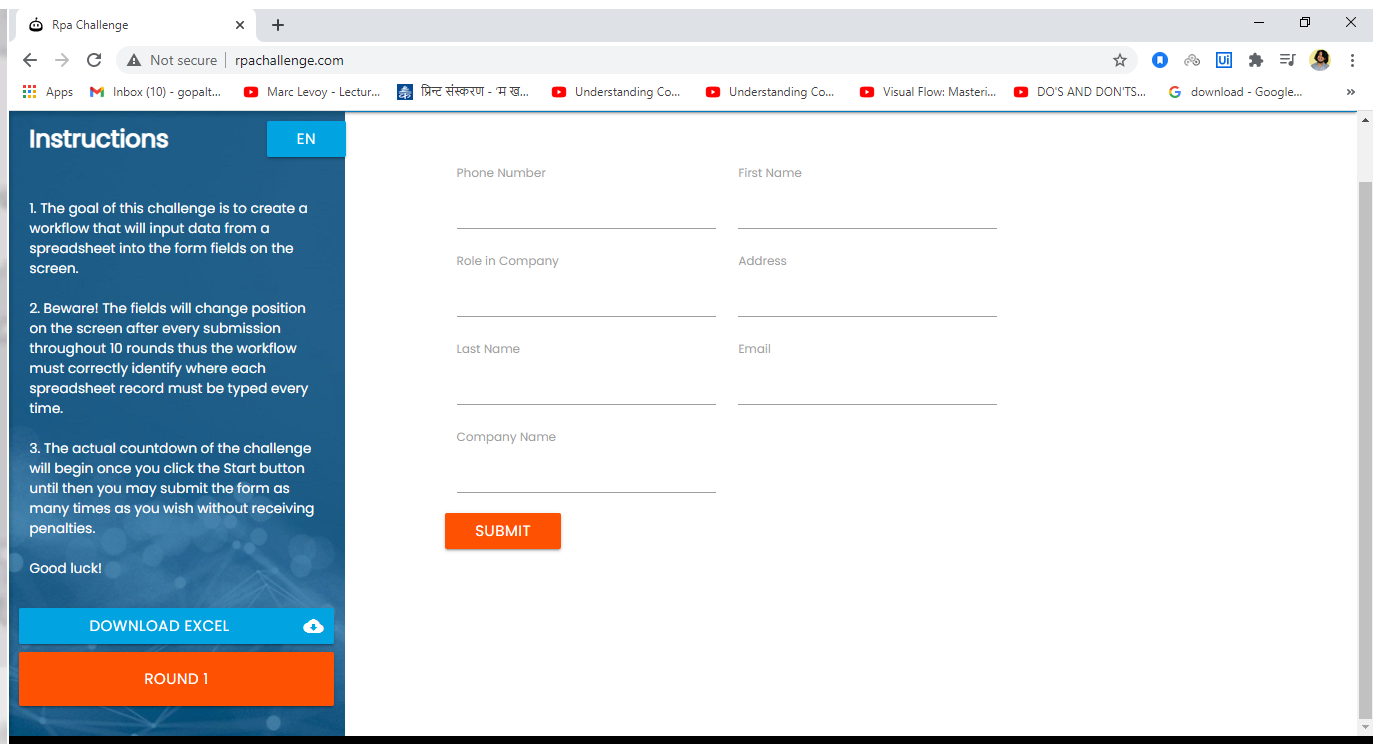 Rpa Challenge
Not secure rpachallenge.com
Apps Inbox (10) - gopalt... Marc Levoy - Lectur... प्रिन्ट संस्करण - 'म ख... Understanding Co... Understanding Co... Visual Flow: Masteri... DO'S AND DON'TS... download - Google... »
Instructions
EN
1. The goal of this challenge is to create a
workflow that will input data from a
spreadsheet into the form fields on the
screen.
2. Beware! The fields will change position
on the screen after every submission
throughout 10 rounds thus the workflow
must correctly identify where each
spreadsheet record must be typed every
time.
3. The actual countdown of the challenge
will begin once you click the Start button
until then you may submit the form as
many times as you wish without receiving
penalties.
Good luck!
DOWNLOAD EXCEL
ROUND 1
Phone Number First Name
Role in Company Address
Last Name Email
Company Name
SUBMIT